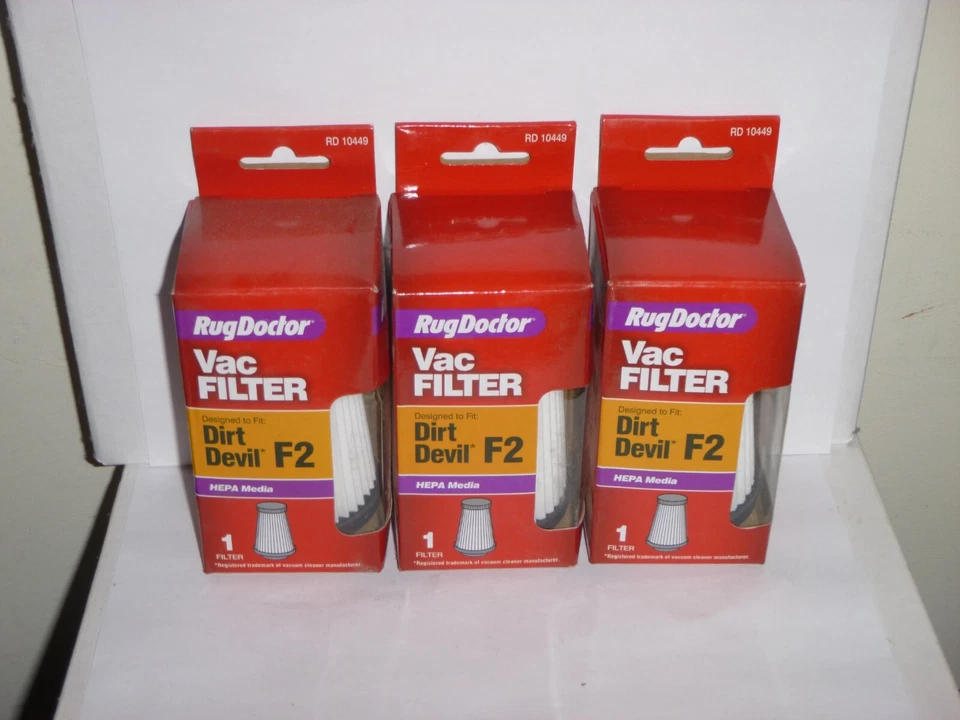 RD 10449
RugDoctor®
Vac
FILTER
Designed to Fit:
Dirt
Devil* F2
HEPA Media
1
FILTER
*Registered trademark of vacuum cleaner manufacturer.
RD 10449
RugDoctor®
Vac
FILTER
Designed to Fit:
Dirt
Devil* F2
HEPA Media
1
FILTER
*Registered trademark of vacuum cleaner manufacturer.
RD 10449
RugDoctor®
Vac
FILTER
Designed to Fit:
Dirt
Devil* F2
HEPA Media
1
FILTER
*Registered trademark of vacuum cleaner manufacturer.